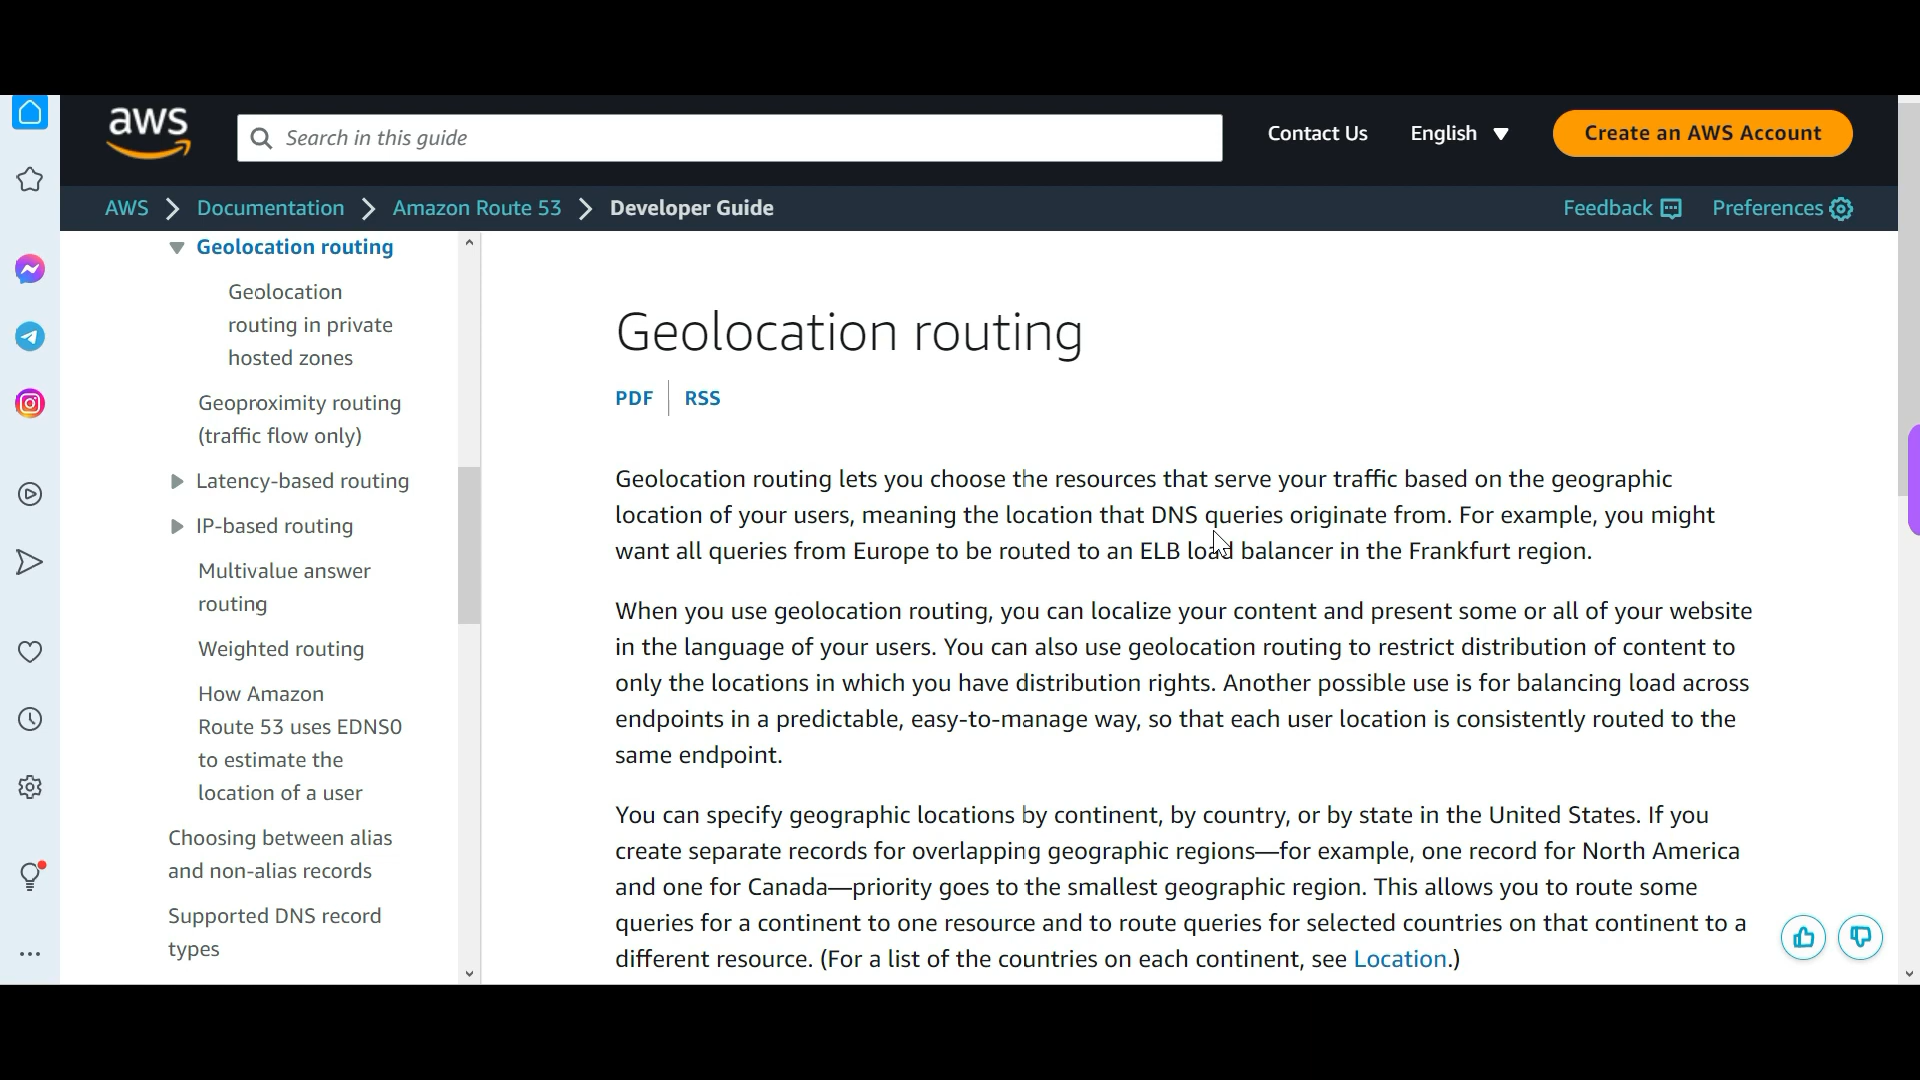 aws
Search in this guide
Contact Us
English
Create an AWS Account
AWS
Documentation
Amazon Route 53
Developer Guide
Feedback
Preferences
Geolocation routing
Geolocation
routing in private
hosted zones
Geoproximity routing
(traffic flow only)
Latency-based routing
IP-based routing
Multivalue answer
routing
Weighted routing
How Amazon
Route 53 uses EDNS0
to estimate the
location of a user
Choosing between alias
and non-alias records
Supported DNS record
types
Geolocation routing
PDF
RSS
Geolocation routing lets you choose the resources that serve your traffic based on the geographic
location of your users, meaning the location that DNS queries originate from. For example, you might
want all queries from Europe to be routed to an ELB load balancer in the Frankfurt region.
When you use geolocation routing, you can localize your content and present some or all of your website
in the language of your users. You can also use geolocation routing to restrict distribution of content to
only the locations in which you have distribution rights. Another possible use is for balancing load across
endpoints in a predictable, easy-to-manage way, so that each user location is consistently routed to the
same endpoint.
You can specify geographic locations by continent, by country, or by state in the United States. If you
create separate records for overlapping geographic regions—for example, one record for North America
and one for Canada—priority goes to the smallest geographic region. This allows you to route some
queries for a continent to one resource and to route queries for selected countries on that continent to a
different resource. (For a list of the countries on each continent, see Location.)